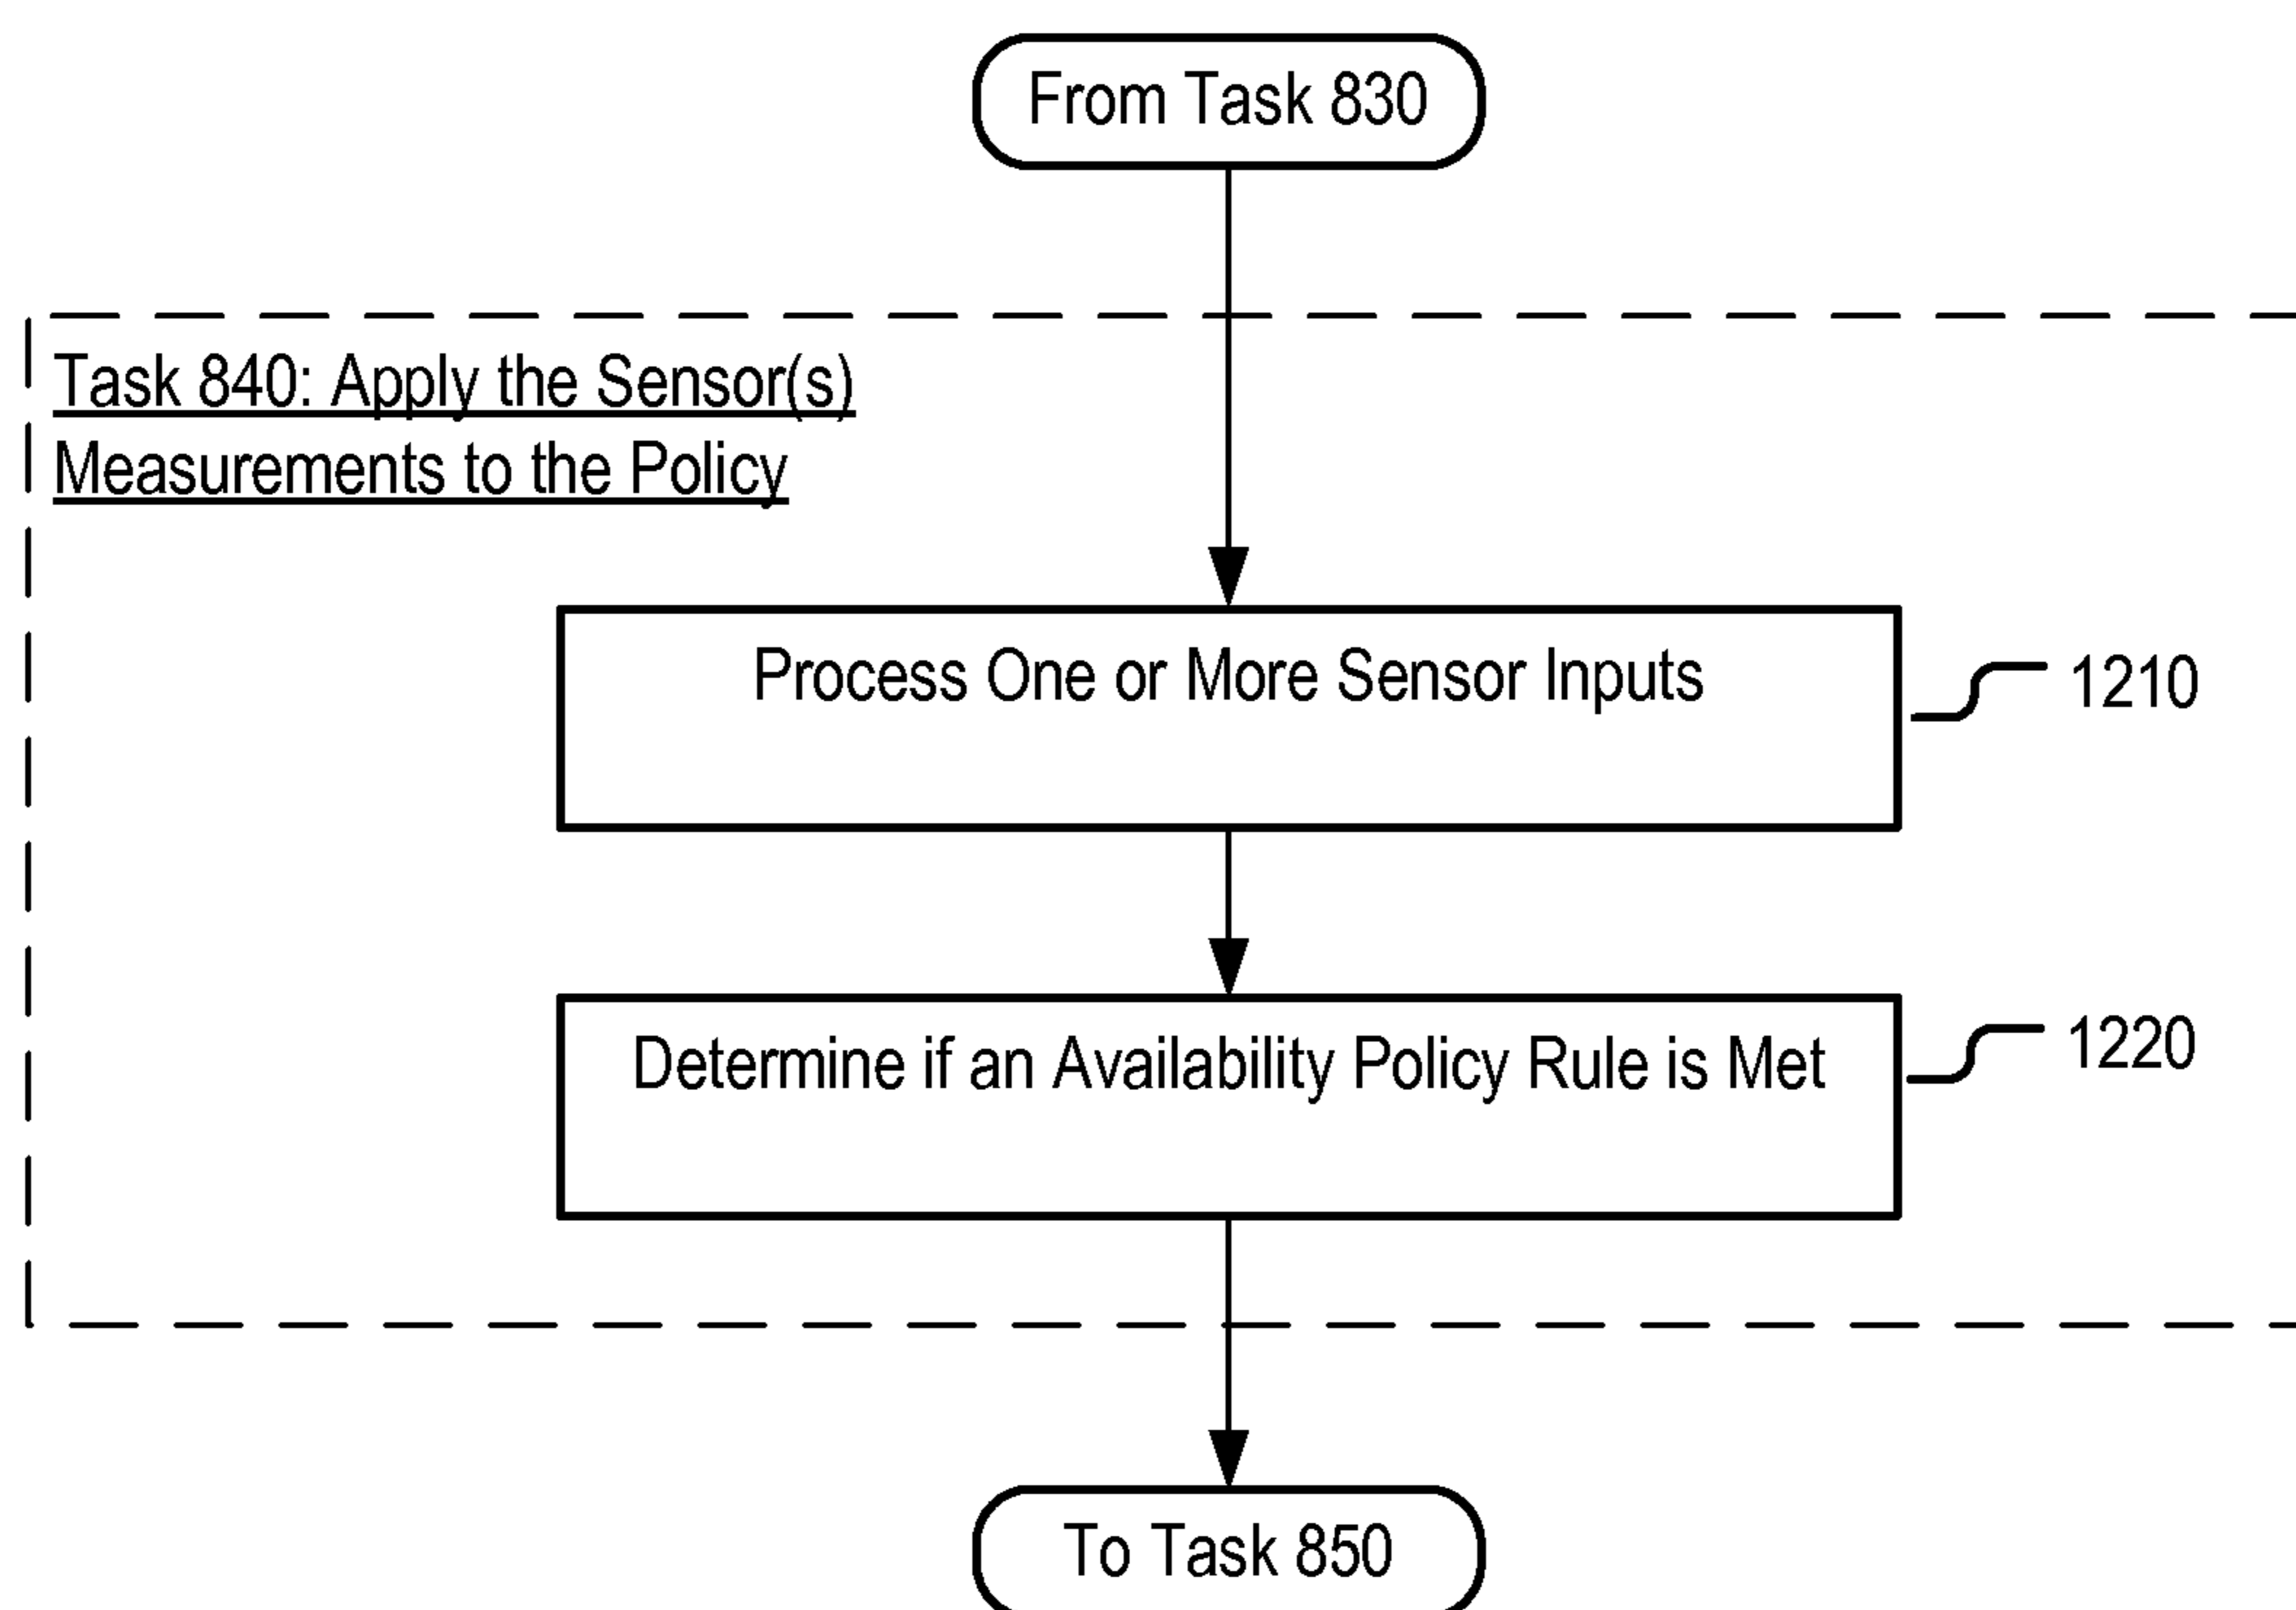 From Task 830
Task 840: Apply the Sensor(s)
Measurements to the Policy
Process One or More Sensor Inputs
1210
Determine if an Availability Policy Rule is Met
1220
To Task 850